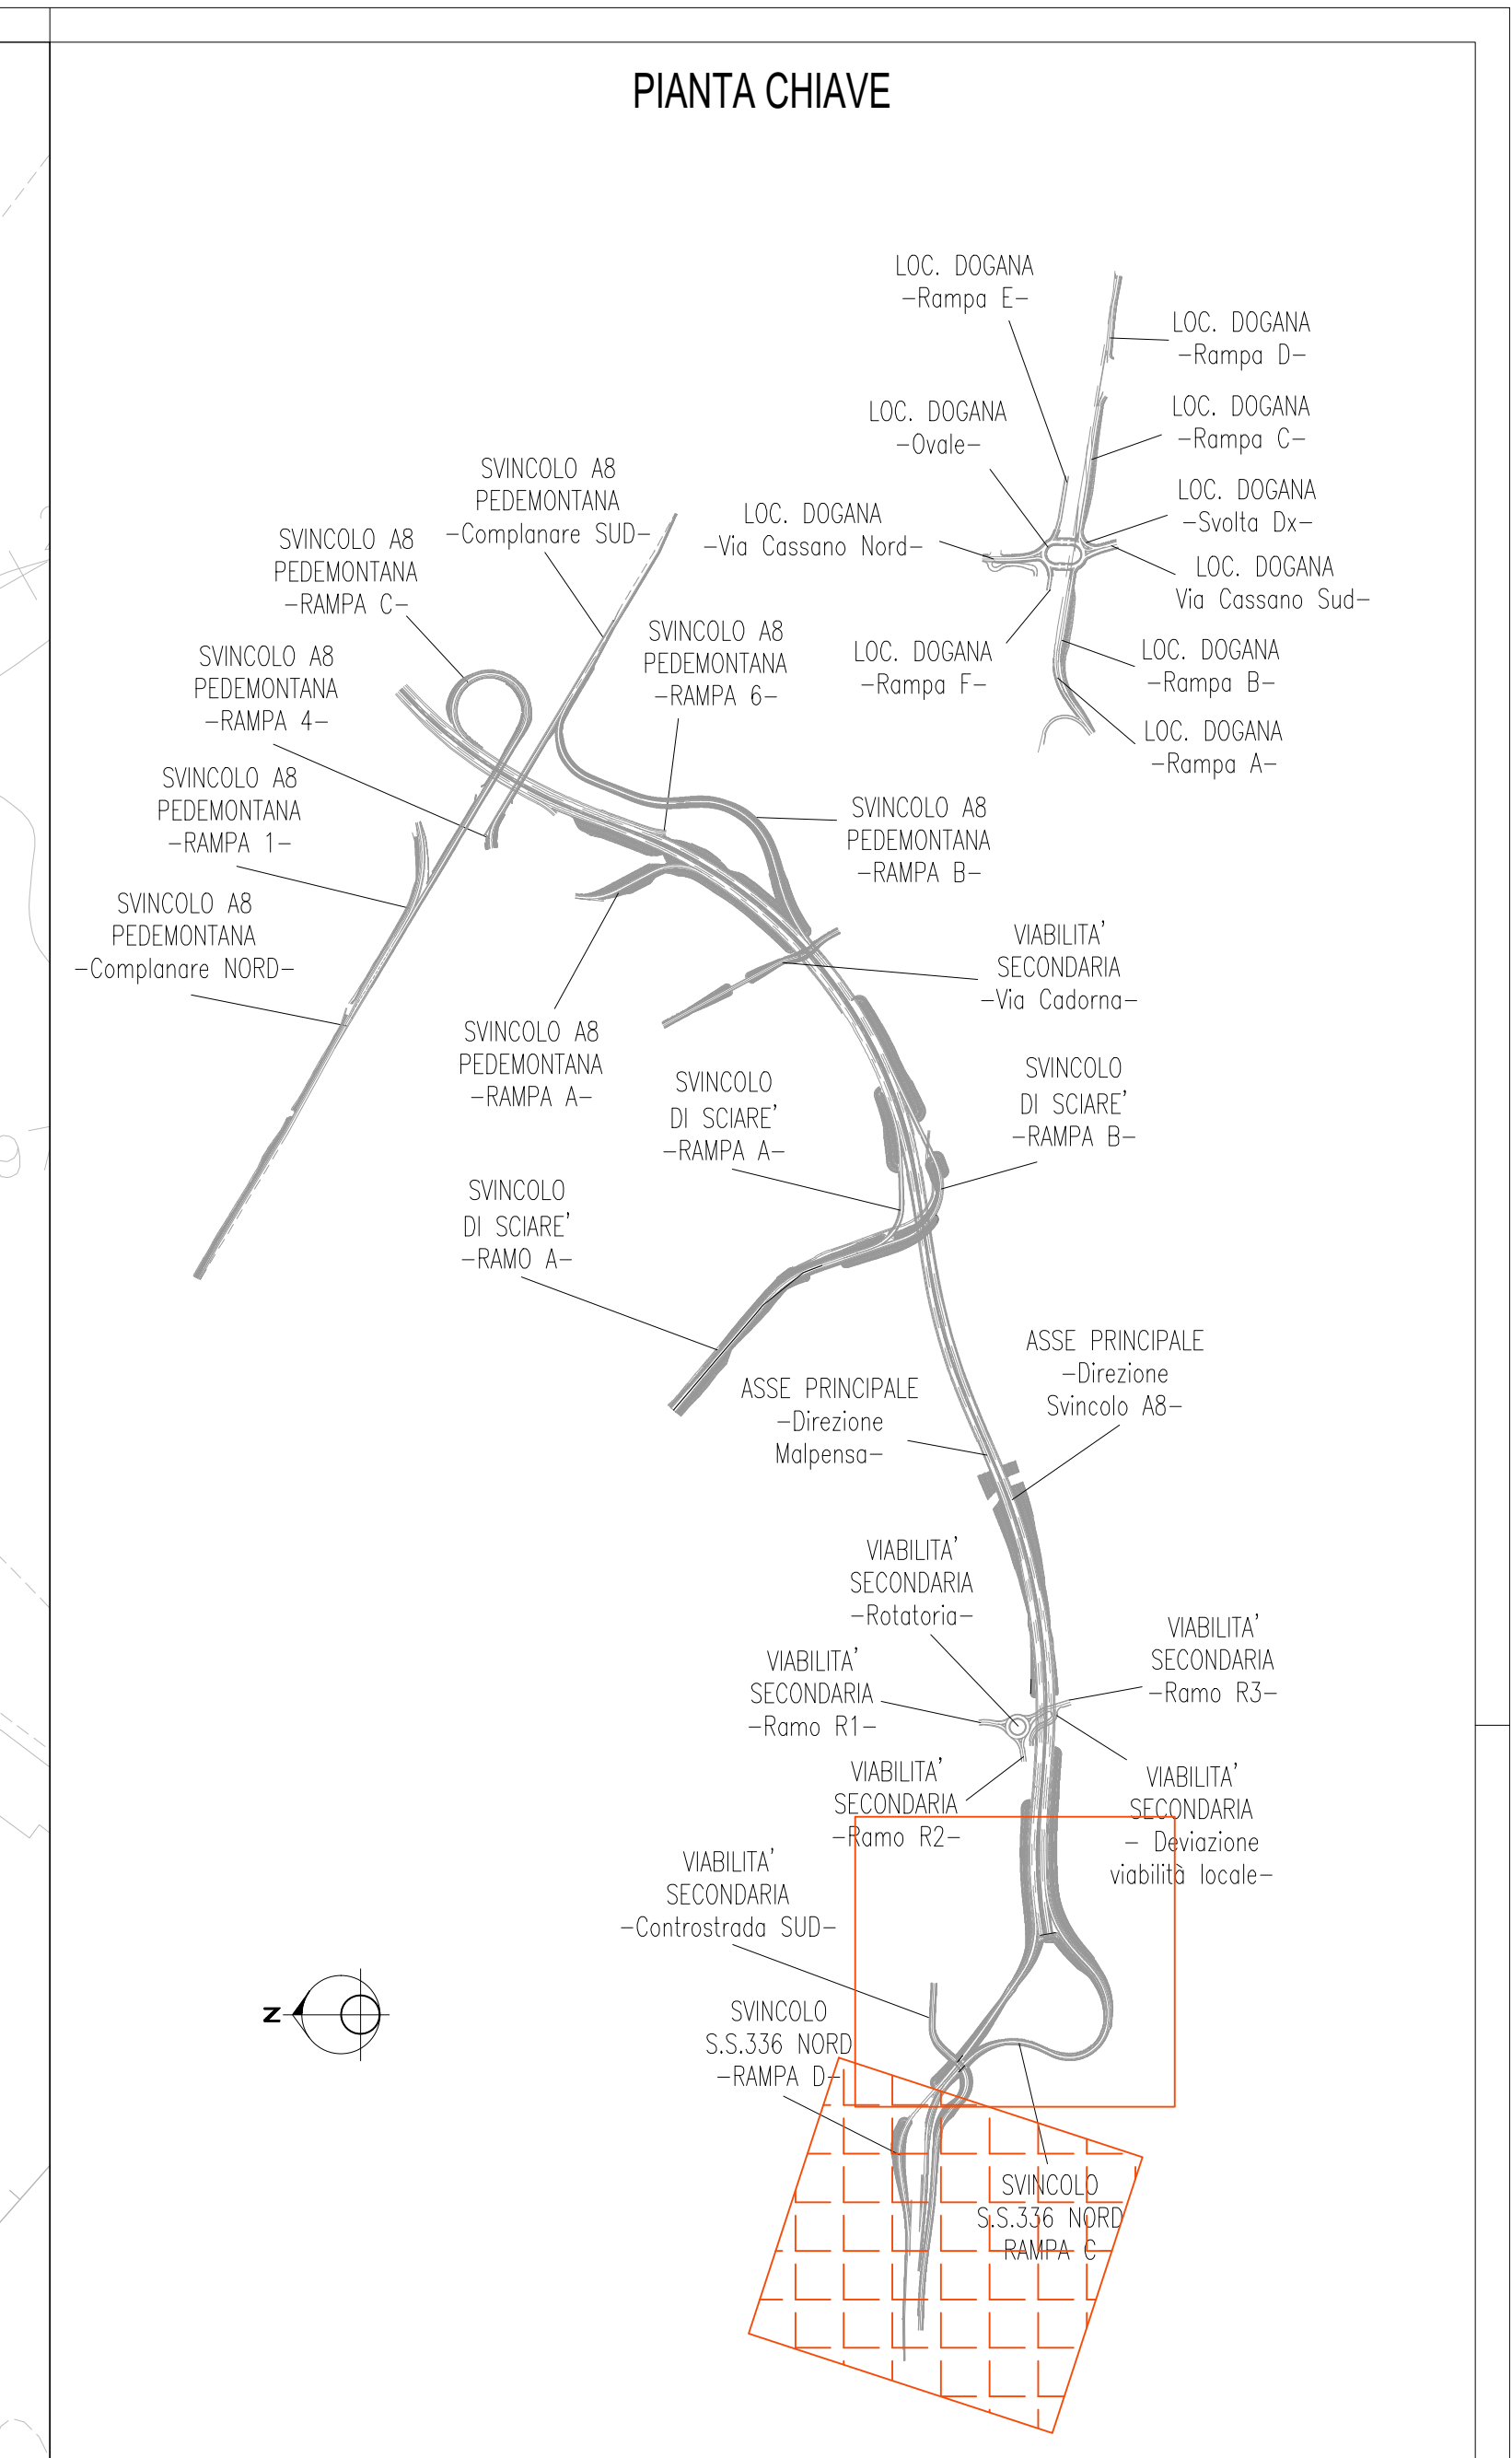 PIANTA CHIAVE
LOC. DOGANA
-Rampa E-
LOC. DOGANA
-Rampa D-
LOC. DOGANA
-Ovale-
LOC. DOGANA
-Rampa C-
SVINCOLO A8
PEDEMONTANA
-Complanare SUD-
LOC. DOGANA
-Svolta Dx-
LOC. DOGANA
-Via Cassano Nord-
SVINCOLO A8
PEDEMONTANA
-RAMPA C-
LOC. DOGANA
Via Cassano Sud-
SVINCOLO A8
PEDEMONTANA
-RAMPA 6-
LOC. DOGANA
-Rampa F-
LOC. DOGANA
-Rampa B-
SVINCOLO A8
PEDEMONTANA
-RAMPA 4-
LOC. DOGANA
-Rampa A-
SVINCOLO A8
PEDEMONTANA
-RAMPA 1-
SVINCOLO A8
PEDEMONTANA
-RAMPA B-
SVINCOLO A8
PEDEMONTANA
-Complanare NORD-
VIABILITA'
SECONDARIA
-Via Cadorna-
SVINCOLO A8
PEDEMONTANA
-RAMPA A-
SVINCOLO
DI SCIARE'
-RAMPA A-
SVINCOLO
DI SCIARE'
-RAMPA B-
SVINCOLO
DI SCIARE'
-RAMO A-
ASSE PRINCIPALE
-Direzione
Svincolo A8-
ASSE PRINCIPALE
-Direzione
Malpensa-
VIABILITA'
SECONDARIA
-Rotatoria-
VIABILITA'
SECONDARIA
-Ramo R3-
VIABILITA'
SECONDARIA
-Ramo R1-
VIABILITA'
SECONDARIA
-Ramo R2-
VIABILITA'
SECONDARIA
- Deviazione
viabilità locale-
VIABILITA'
SECONDARIA
-Controstrada SUD-
Z
SVINCOLO
S.S.336 NORD
-RAMPA D-
SVINCOLO
S.S.336 NORD
RAMPA C